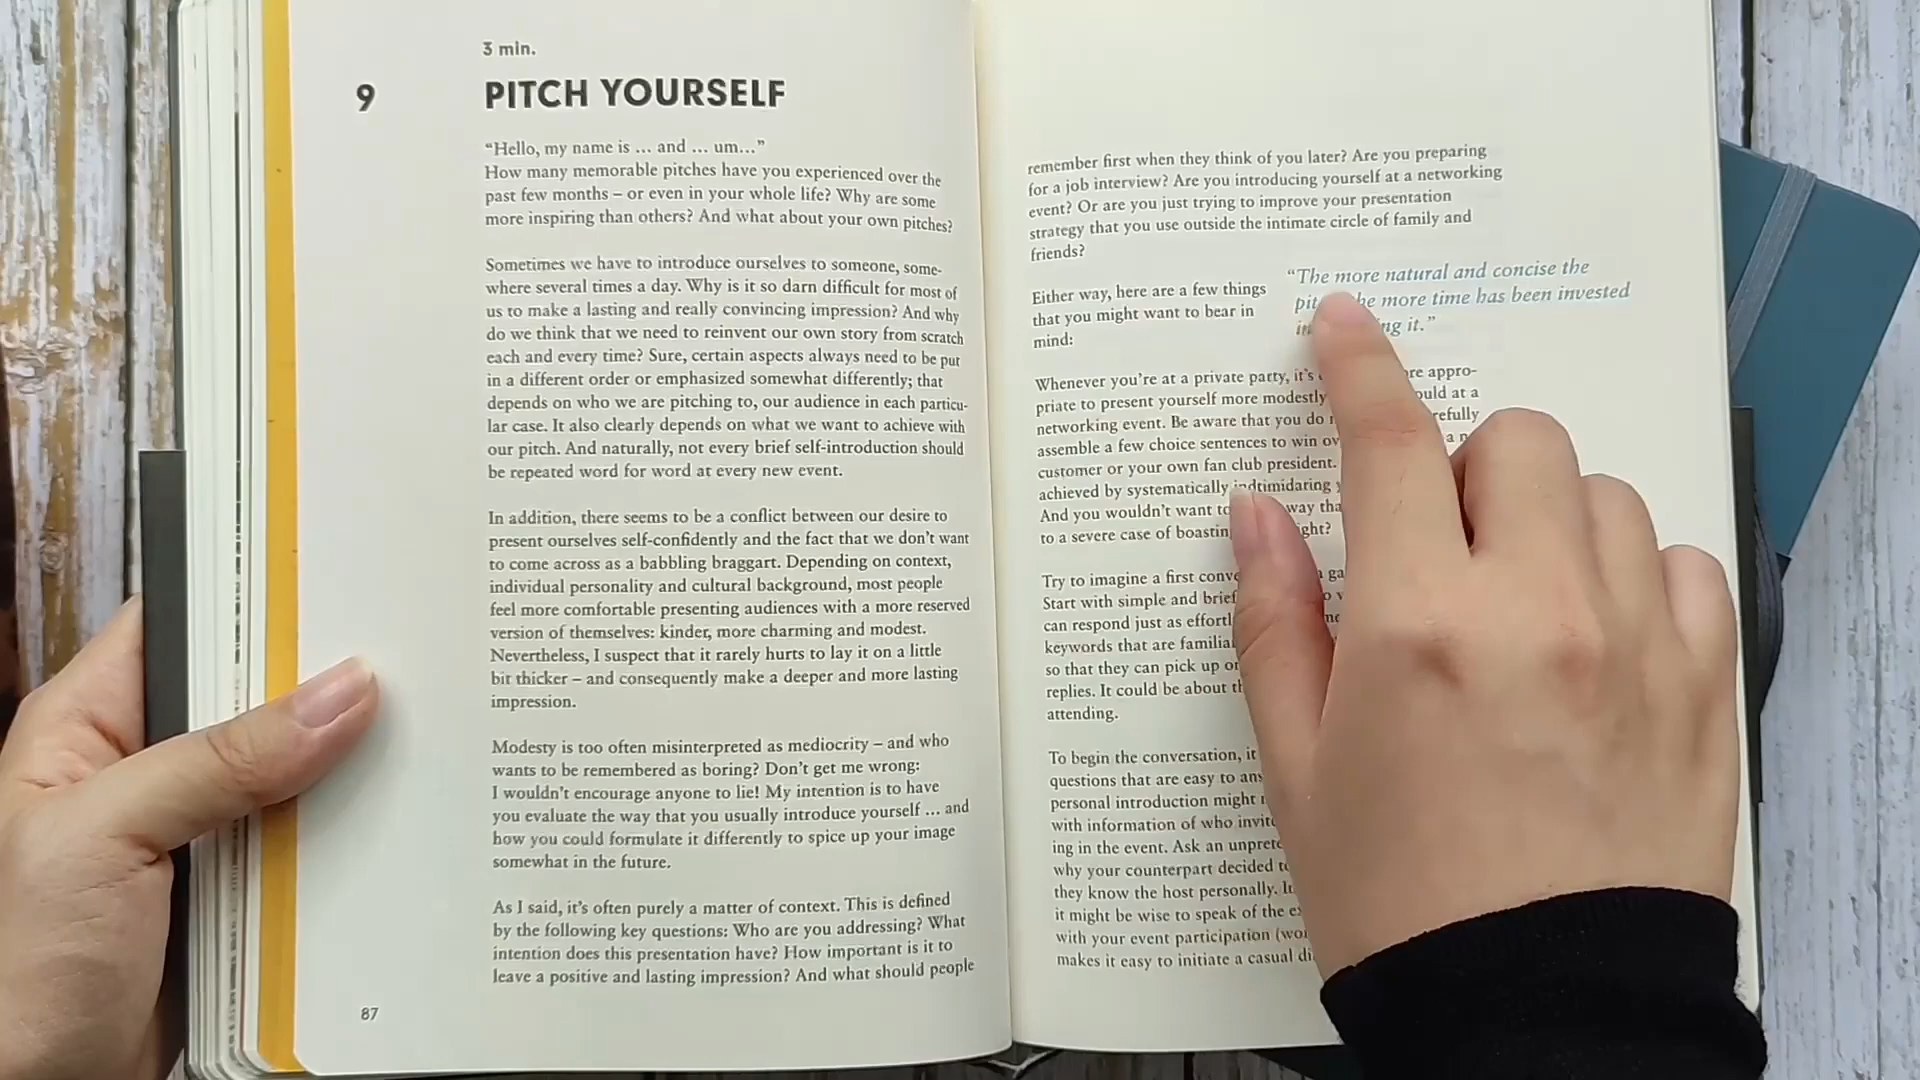 3 min.
9
PITCH YOURSELF
“Hello, my name is ... and ... um...”
How many memorable pitches have you experienced over the
past few months – or even in your whole life? Why are some
more inspiring than others? And what about your own pitches?
Sometimes we have to introduce ourselves to someone, some-
where several times a day. Why is it so darn difficult for most of
us to make a lasting and really convincing impression? And why
do we think that we need to reinvent our own story from scratch
each and every time? Sure, certain aspects always need to be put
in a different order or emphasized somewhat differently; that
depends on who we are pitching to, our audience in each particu-
lar case. It also clearly depends on what we want to achieve with
our pitch. And naturally, not every brief self-introduction should
be repeated word for word at every new event.
In addition, there seems to be a conflict between our desire to
present ourselves self-confidently and the fact that we don’t want
to come across as a babbling braggart. Depending on context,
individual personality and cultural background, most people
feel more comfortable presenting audiences with a more reserved
version of themselves: kinder, more charming and modest.
Nevertheless, I suspect that it rarely hurts to lay it on a little
bit thicker – and consequently make a deeper and more lasting
impression.
Modesty is too often misinterpreted as mediocrity – and who
wants to be remembered as boring? Don’t get me wrong:
I wouldn’t encourage anyone to lie! My intention is to have
you evaluate the way that you usually introduce yourself ... and
how you could formulate it differently to spice up your image
somewhat in the future.
As I said, it’s often purely a matter of context. This is defined
by the following key questions: Who are you addressing? What
intention does this presentation have? How important is it to
leave a positive and lasting impression? And what should people
87
remember first when they think of you later? Are you preparing
for a job interview? Are you introducing yourself at a networking
event? Or are you just trying to improve your presentation
strategy that you use outside the intimate circle of family and
friends?
Either way, here are a few things
that you might want to bear in
mind:
“The more natural and concise the
he more time has been invested
it.”
Whenever you’re at a private party, it’s appro-
priate to present yourself more modestly at a
networking event. Be aware that you do
assemble a few choice sentences to win
customer or your own fan club president.
achieved by systematically indtimidaring
And you wouldn’t want to way
to a severe case of
Try to imagine a first
Start with simple and brief
can respond just as
keywords that are
so that they can pick up
replies. It could be about
attending.
To begin the conversation, it
questions that are easy to
personal introduction might
with information of who
ing in the event. Ask an
why your counterpart decided
they know the host personally.
it might be wise to speak of the
with your event participation
makes it easy to initiate a casual